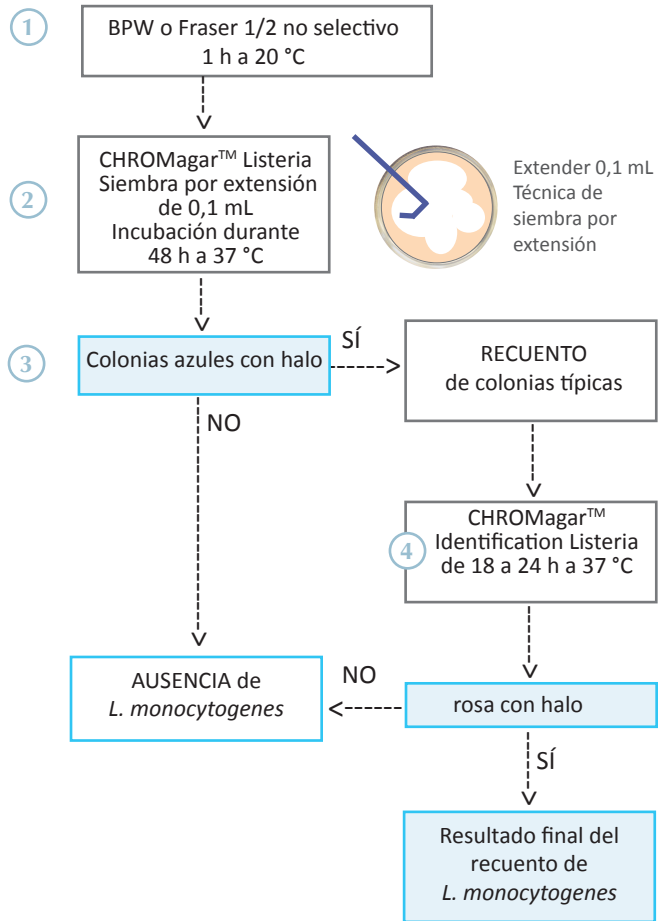 1
BPW o Fraser 1/2 no selectivo
1 h a 20 °C
2
CHROMagar™ Listeria
Siembra por extensión
de 0,1 mL
Incubación durante
48 h a 37 °C
Extender 0,1 mL
Técnica de
siembra por
extensión
3
Colonias azules con halo
SÍ
RECUENTO
de colonias típicas
NO
4
CHROMagar™
Identification Listeria
de 18 a 24 h a 37 °C
AUSENCIA de
L. monocytogenes
NO
rosa con halo
SÍ
Resultado final del
recuento de
L. monocytogenes